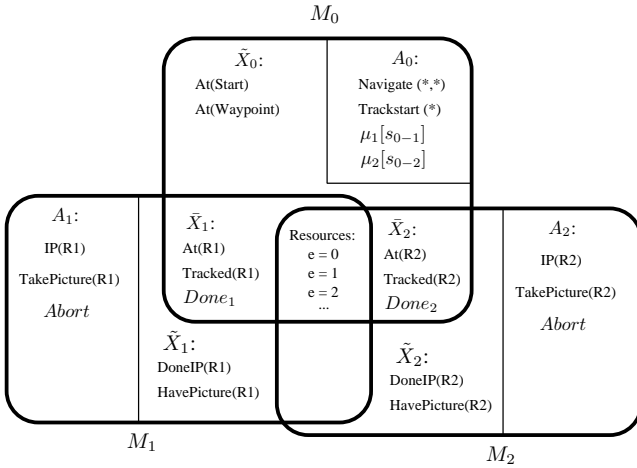 M₀
X̃₀:
At(Start)
At(Waypoint)
A₀:
Navigate (*,*)
Trackstart (*)
μ₁[s₀₋₁]
μ₂[s₀₋₂]
A₁:
IP(R1)
TakePicture(R1)
Abort
X̄₁:
At(R1)
Tracked(R1)
Done₁
Resources:
e = 0
e = 1
e = 2
...
X̄₂:
At(R2)
Tracked(R2)
Done₂
A₂:
IP(R2)
TakePicture(R2)
Abort
X̃₁:
DoneIP(R1)
HavePicture(R1)
X̃₂:
DoneIP(R2)
HavePicture(R2)
M₁
M₂